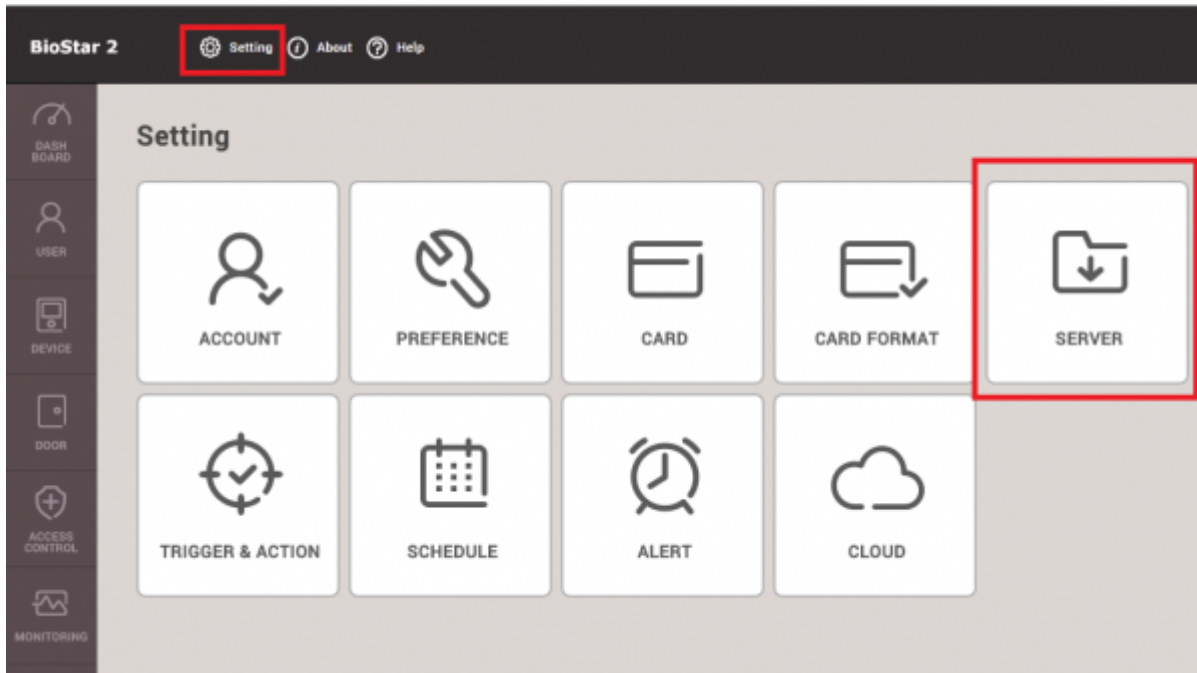 BioStar 2
Setting
About
Help
DASH
BOARD
USER
DEVICE
DOOR
ACCESS
CONTROL
MONITORING
Setting
ACCOUNT
PREFERENCE
CARD
CARD FORMAT
SERVER
TRIGGER & ACTION
SCHEDULE
ALERT
CLOUD